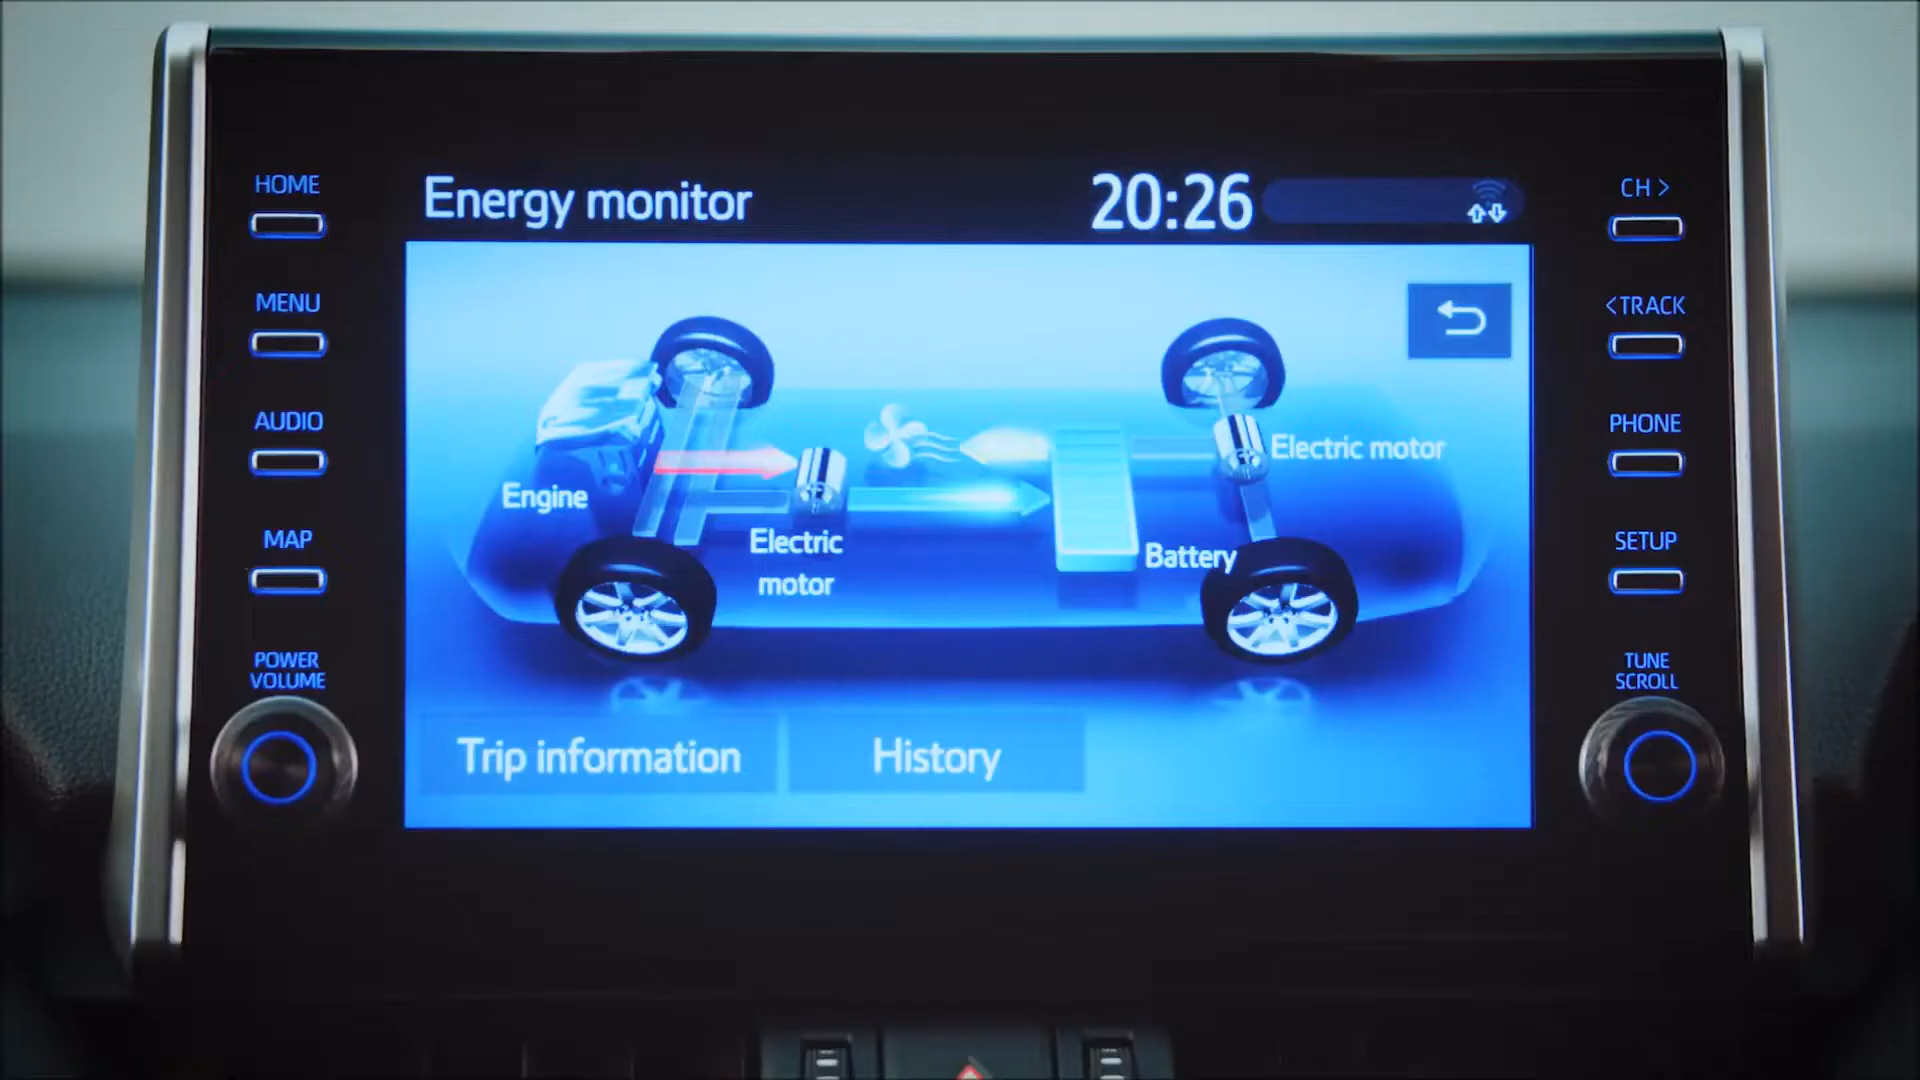 HOME
MENU
AUDIO
MAP
POWER
VOLUME
Energy monitor
20:26
Engine
Electric
motor
Electric motor
Battery
Trip information
History
CH >
<TRACK
PHONE
SETUP
TUNE
SCROLL